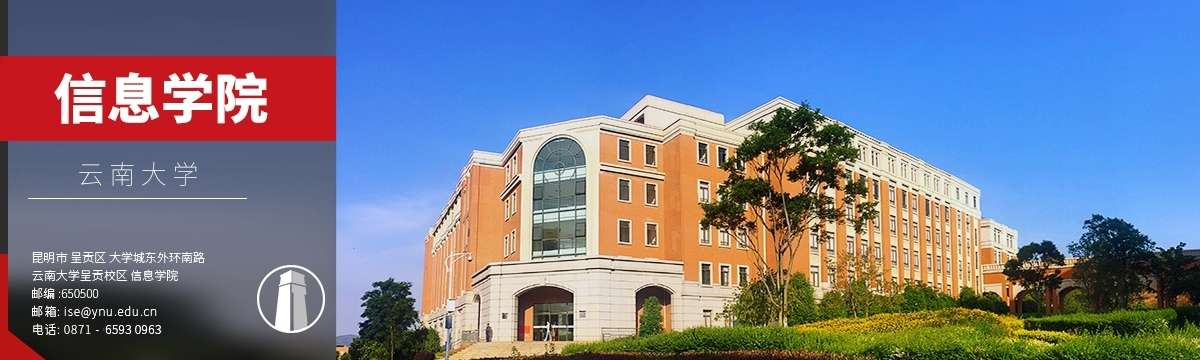 信息学院
云南大学
昆明市 呈贡区 大学城东外环南路
云南大学呈贡校区 信息学院
邮编 :650500
邮箱: ise@ynu.edu.cn
电话: 0871 - 6593 0963